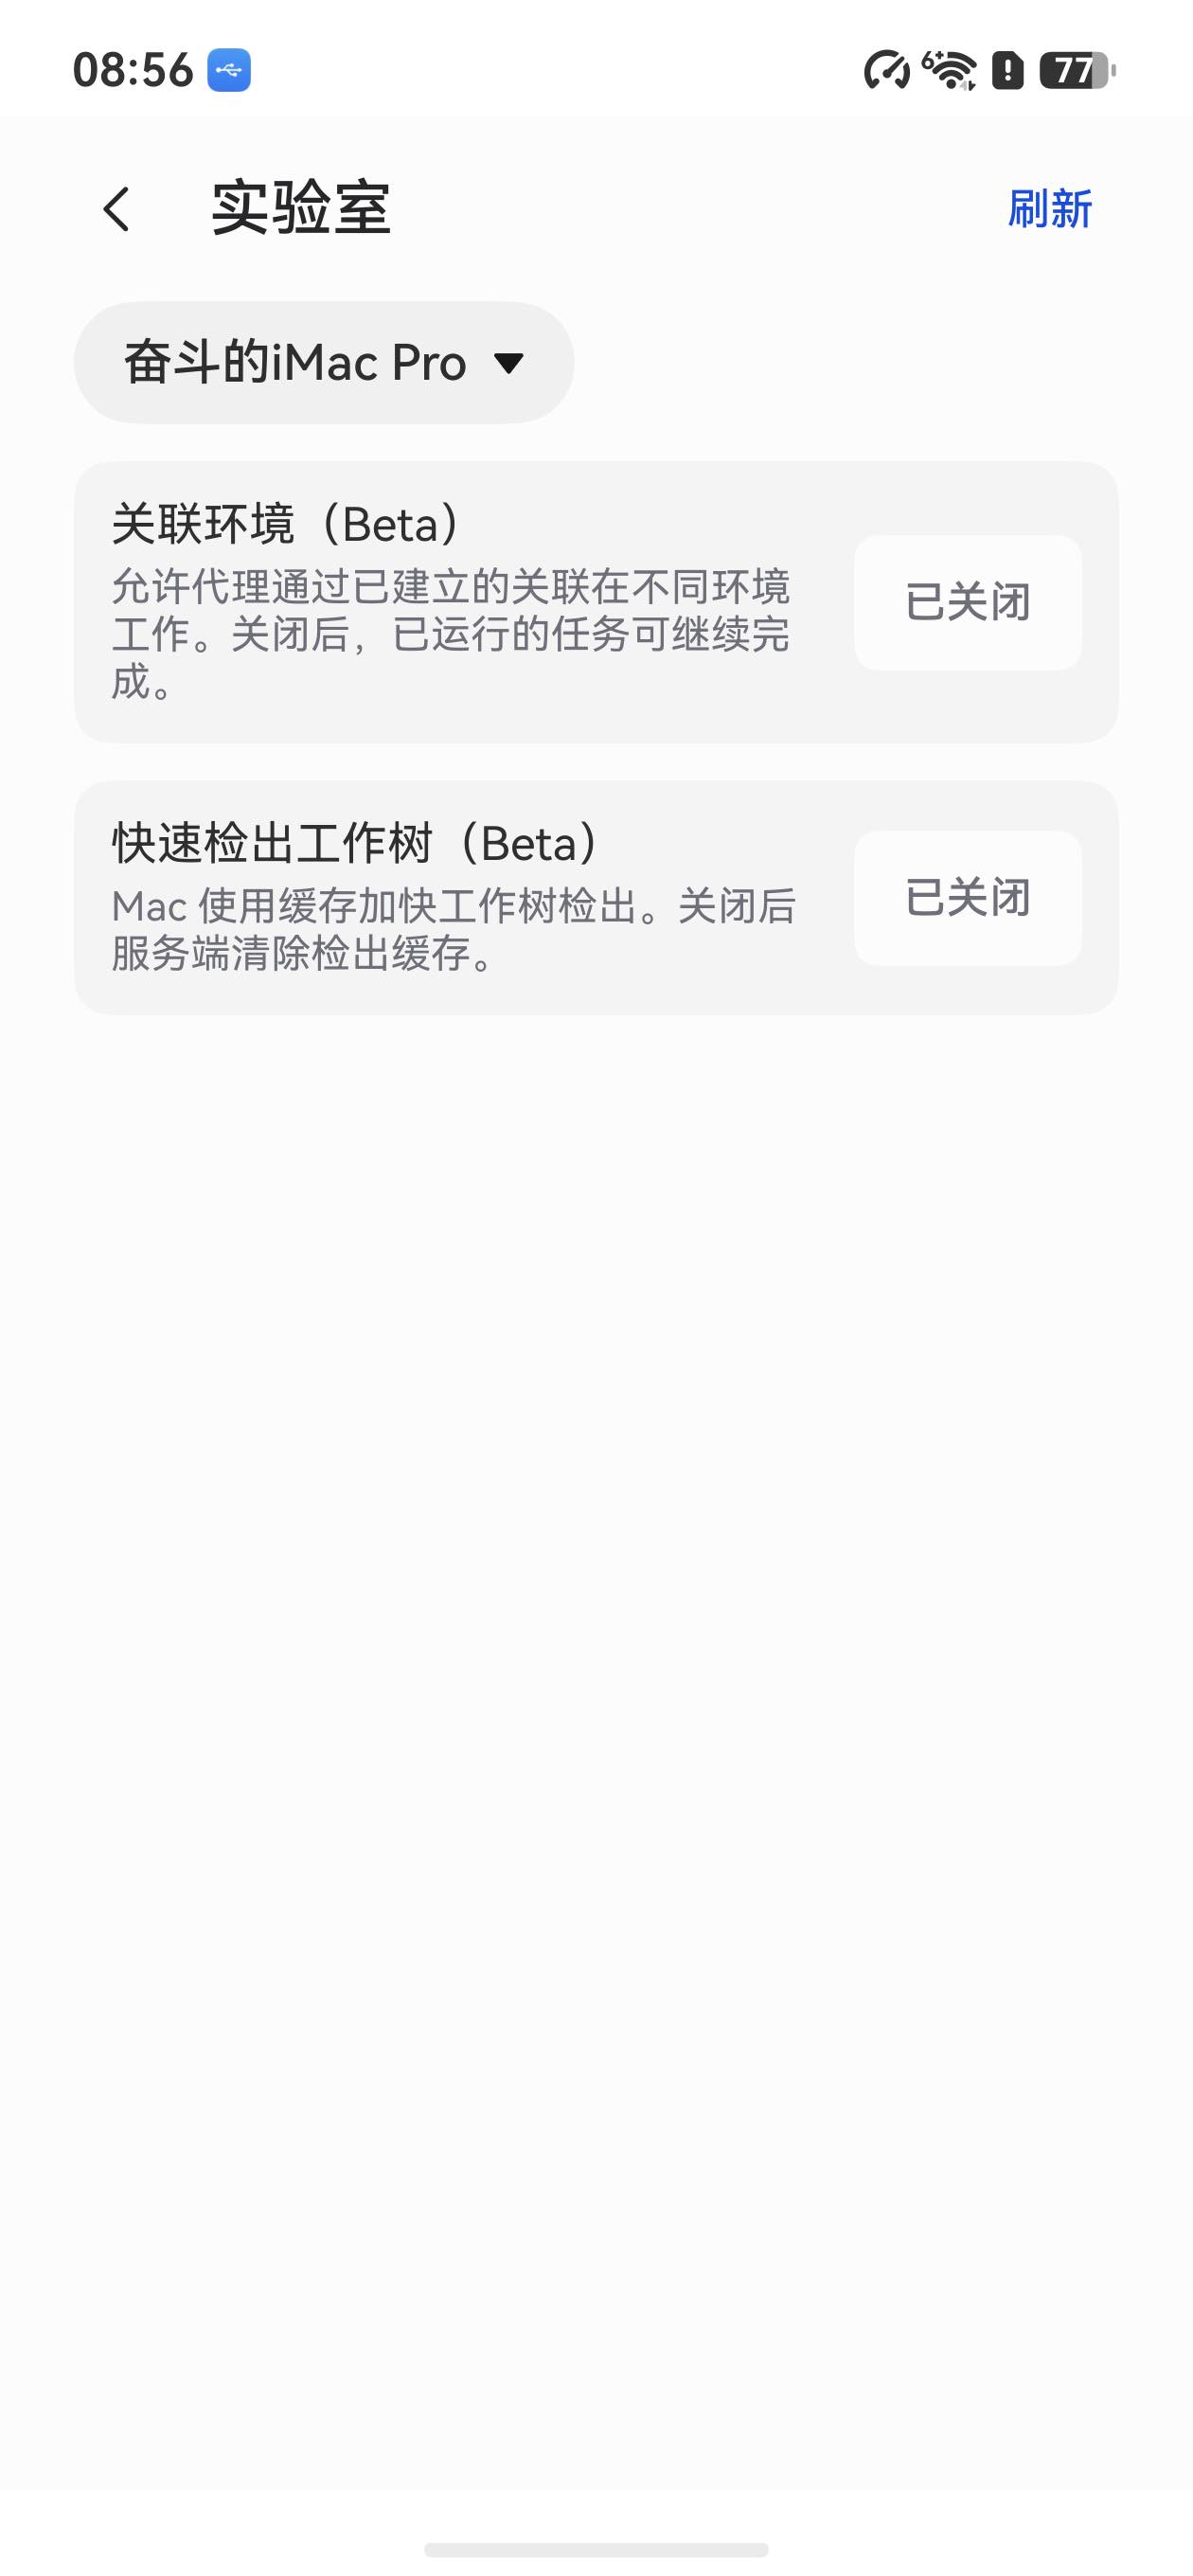 08:56
6+
77
实验室
刷新
奋斗的iMac Pro
关联环境（Beta）
允许代理通过已建立的关联在不同环境
工作。关闭后，已运行的任务可继续完
成。
已关闭
快速检出工作树（Beta）
Mac 使用缓存加快工作树检出。关闭后
服务端清除检出缓存。
已关闭